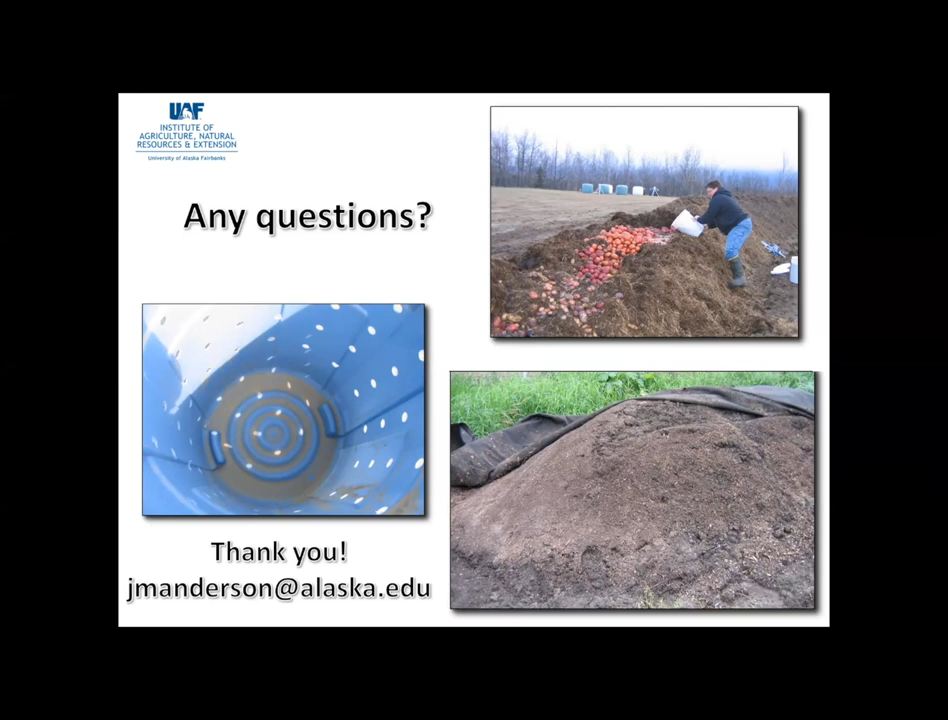 UAF
INSTITUTE OF
AGRICULTURE, NATURAL
RESOURCES & EXTENSION
University of Alaska Fairbanks
Any questions?
Thank you!
jmanderson@alaska.edu